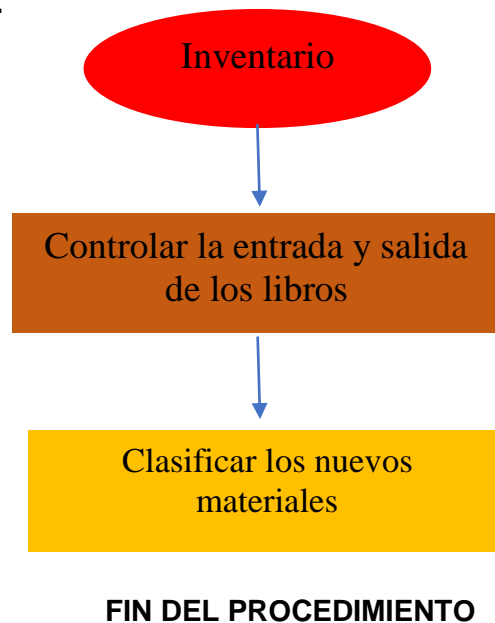 Inventario
Controlar la entrada y salida
de los libros
Clasificar los nuevos
materiales
FIN DEL PROCEDIMIENTO